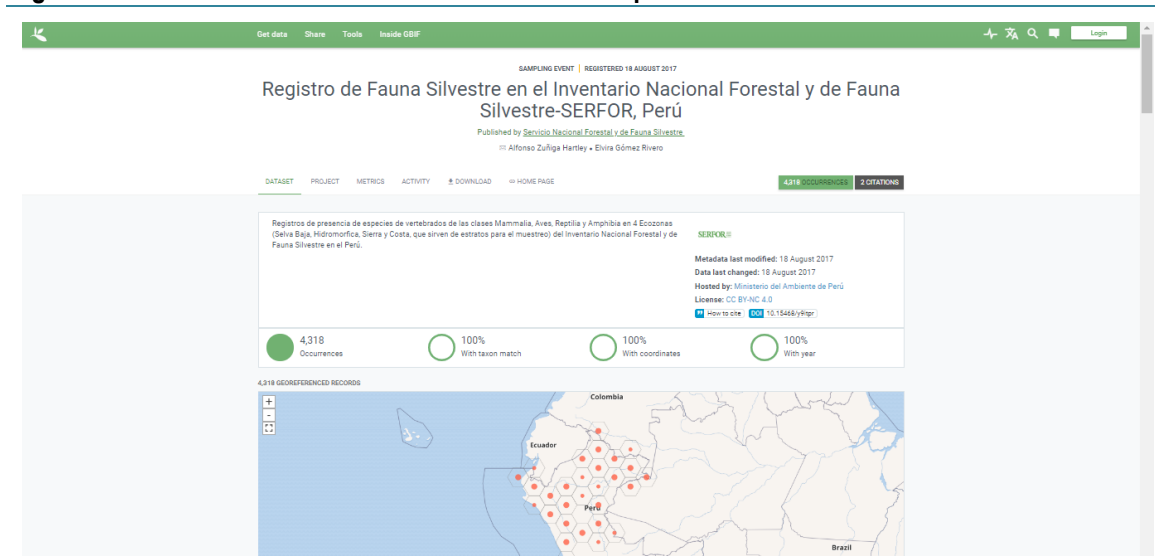 Get data Share Tools Inside GBIF Login
SAMPLING EVENT | REGISTERED 18 AUGUST 2017
Registro de Fauna Silvestre en el Inventario Nacional Forestal y de Fauna
Silvestre-SERFOR, Perú
Published by Servicio Nacional Forestal y de Fauna Silvestre
Alfonso Zuñiga Hartley • Elvira Gómez Rivero
DATASET PROJECT METRICS ACTIVITY DOWNLOAD HOME PAGE 4,318 OCCURRENCES 2 CITATIONS
Registros de presencia de especies de vertebrados de las clases Mammalia, Aves, Reptilia y Amphibia en 4 Ecozonas
(Selva Baja, Hidromorfica, Sierra y Costa, que sirven de estratos para el muestreo) del Inventario Nacional Forestal y de
Fauna Silvestre en el Perú.
SERFOR
Metadata last modified: 18 August 2017
Data last changed: 18 August 2017
Hosted by: Ministerio del Ambiente de Perú
License: CC BY-NC 4.0
How to cite DOI 10.15468/y9itpr
4,318 100% 100% 100%
Occurrences With taxon match With coordinates With year
4,318 GEOREFERENCED RECORDS
+
-
Colombia
Ecuador
Perú
Brazil